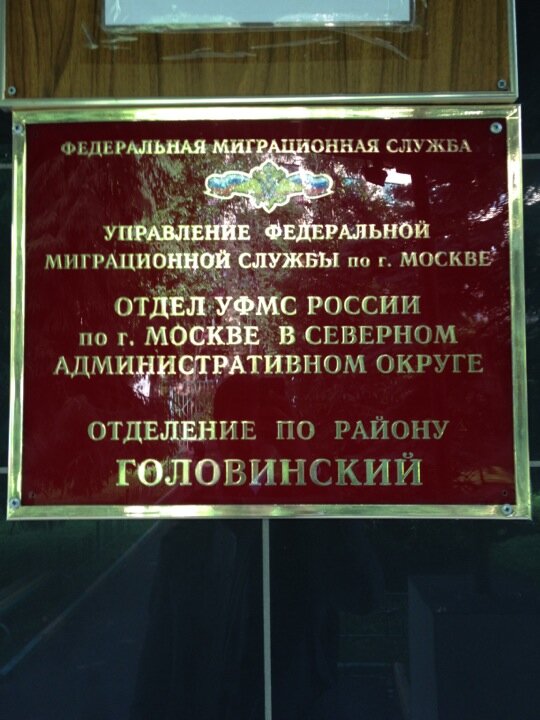 ФЕДЕРАЛЬНАЯ МИГРАЦИОННАЯ СЛУЖБА
УПРАВЛЕНИЕ ФЕДЕРАЛЬНОЙ
МИГРАЦИОННОЙ СЛУЖБЫ по г. МОСКВЕ
ОТДЕЛ УФМС РОССИИ
по г. МОСКВЕ В СЕВЕРНОМ
АДМИНИСТРАТИВНОМ ОКРУГЕ
ОТДЕЛЕНИЕ ПО РАЙОНУ
ГОЛОВИНСКИЙ